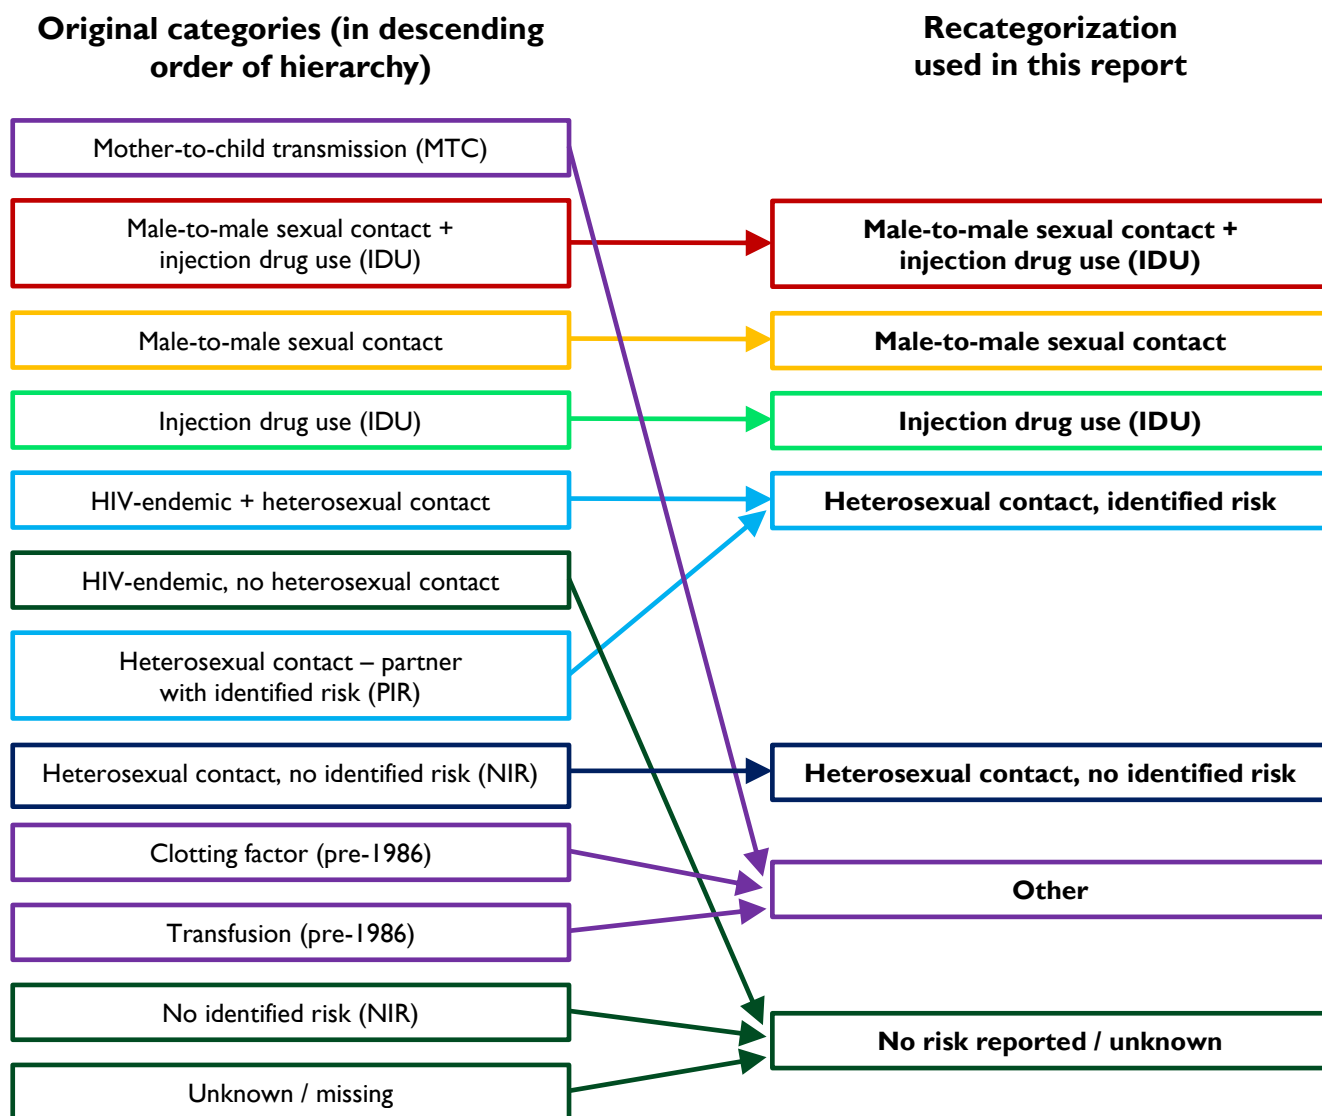 Original categories (in descending
order of hierarchy)
Recategorization
used in this report
Mother-to-child transmission (MTC)
Male-to-male sexual contact +
injection drug use (IDU)
Male-to-male sexual contact +
injection drug use (IDU)
Male-to-male sexual contact
Male-to-male sexual contact
Injection drug use (IDU)
Injection drug use (IDU)
HIV-endemic + heterosexual contact
Heterosexual contact, identified risk
HIV-endemic, no heterosexual contact
Heterosexual contact – partner
with identified risk (PIR)
Heterosexual contact, no identified risk (NIR)
Heterosexual contact, no identified risk
Clotting factor (pre-1986)
Other
Transfusion (pre-1986)
No identified risk (NIR)
No risk reported / unknown
Unknown / missing